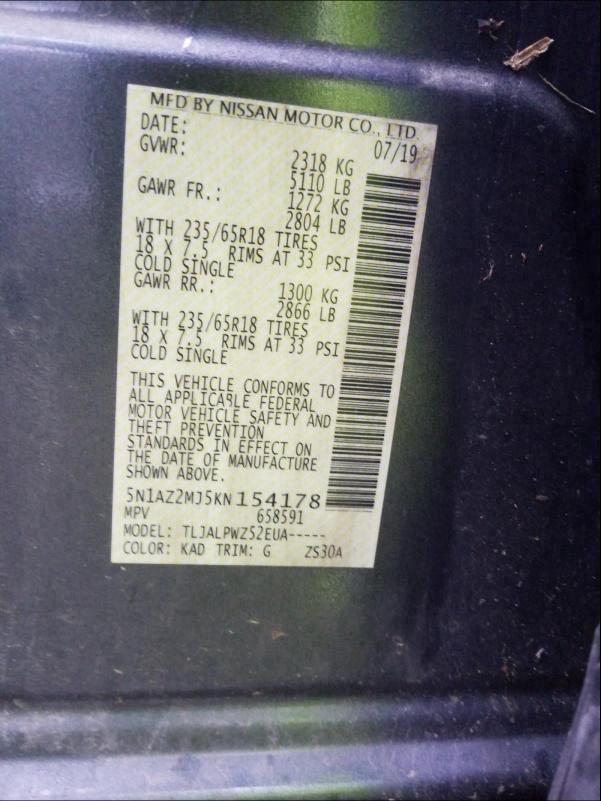 MFD BY NISSAN MOTOR CO., LTD.
DATE: 07/19
GVWR: 2318 KG
5110 LB
GAWR FR.: 1272 KG
2804 LB
WITH 235/65R18 TIRES
18 X 7.5 RIMS AT 33 PSI
COLD SINGLE
GAWR RR.: 1300 KG
2866 LB
WITH 235/65R18 TIRES
18 X 7.5 RIMS AT 33 PSI
COLD SINGLE
THIS VEHICLE CONFORMS TO
ALL APPLICABLE FEDERAL
MOTOR VEHICLE SAFETY AND
THEFT PREVENTION
STANDARDS IN EFFECT ON
THE DATE OF MANUFACTURE
SHOWN ABOVE.
5N1AZ2MJ5KN154178
MPV 658591
MODEL: TLJALPWZ52EUA-----
COLOR: KAD TRIM: G ZS30A